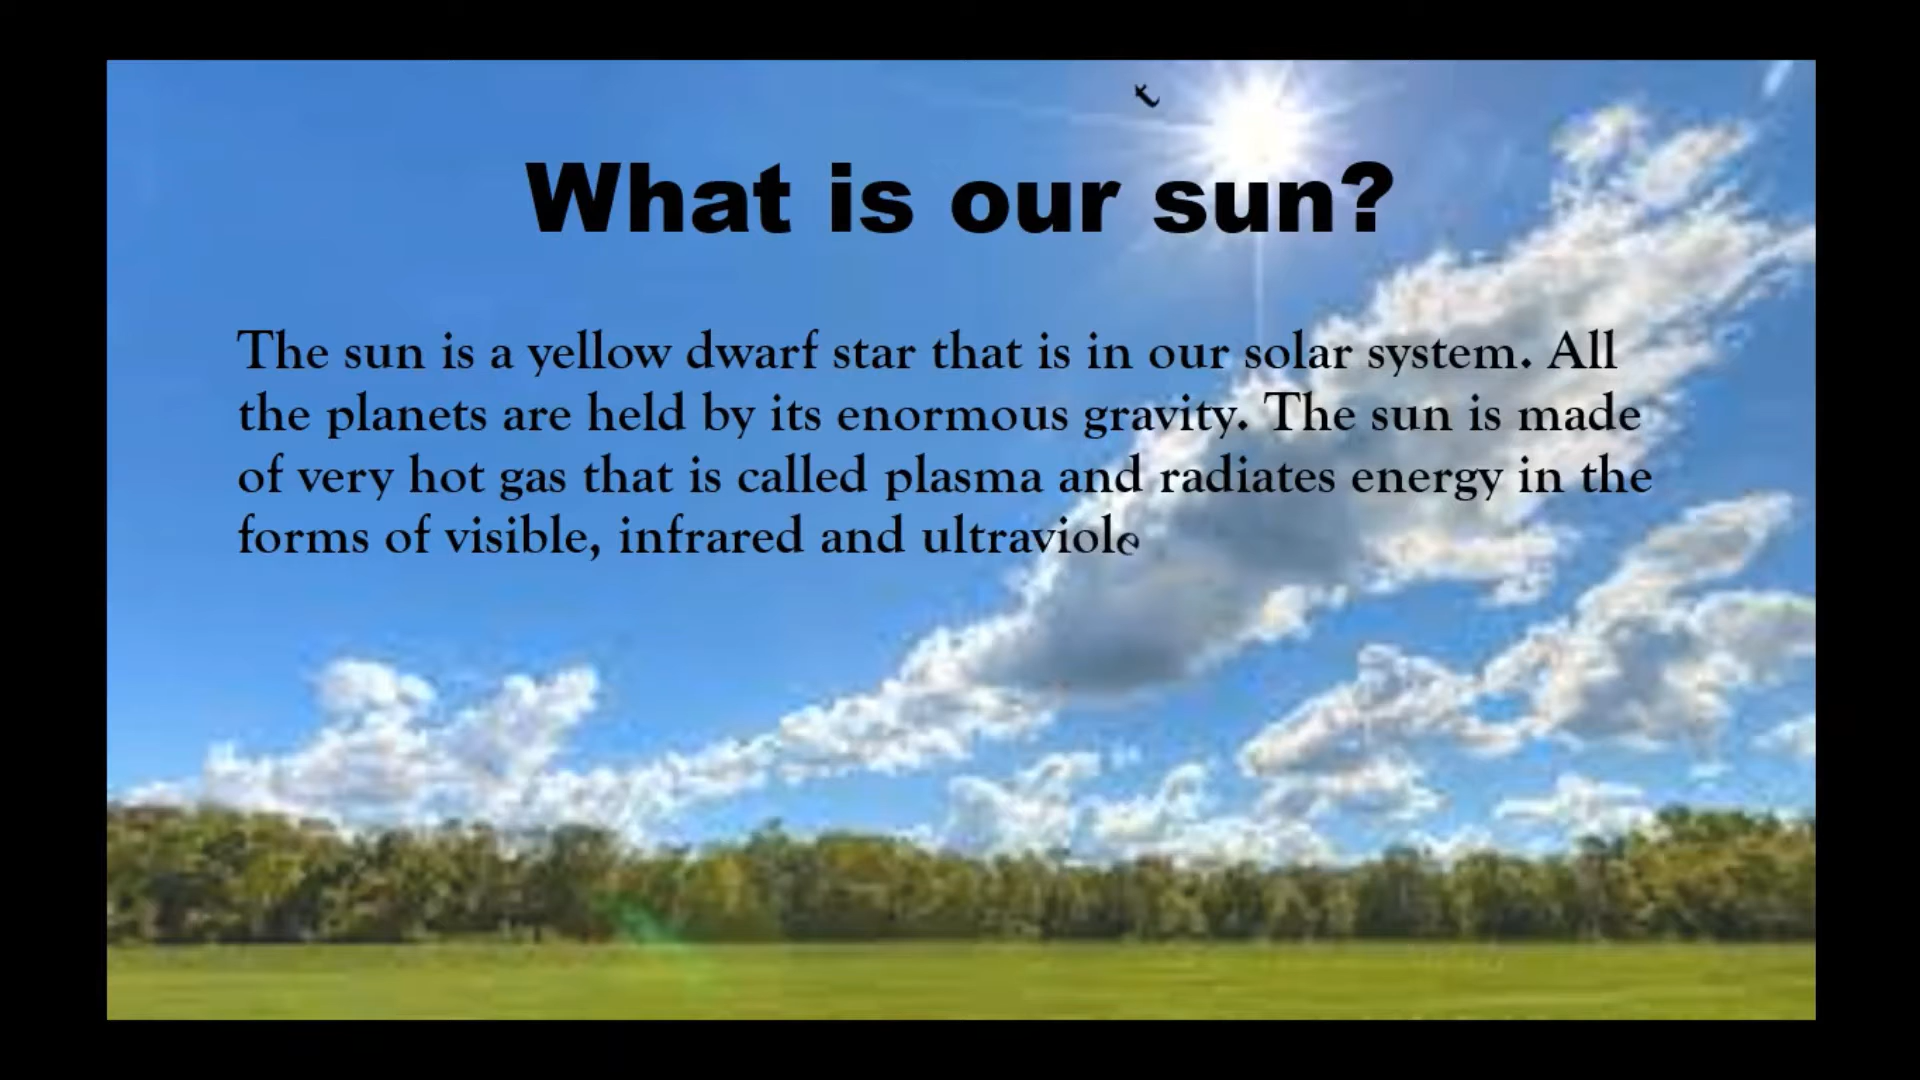 t
What is our sun?
The sun is a yellow dwarf star that is in our solar system. All
the planets are held by its enormous gravity. The sun is made
of very hot gas that is called plasma and radiates energy in the
forms of visible, infrared and ultraviole